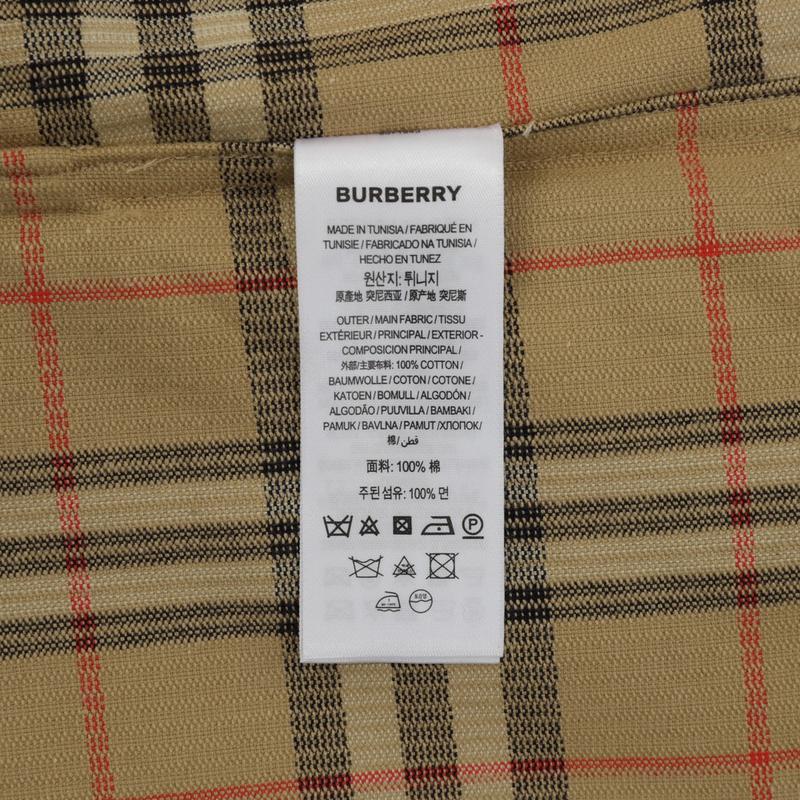 BURBERRY
MADE IN TUNISIA / FABRIQUÉ EN
TUNISIE / FABRICADO NA TUNISIA /
HECHO EN TUNEZ
원산지: 튀니지
原產地 突尼西亚 / 原产地 突尼斯
OUTER / MAIN FABRIC / TISSU
EXTÉRIEUR / PRINCIPAL / EXTERIOR -
COMPOSICION PRINCIPAL /
外部/主要布料: 100% COTTON /
BAUMWOLLE / COTON / COTONE /
KATOEN / BOMULL / ALGODÓN /
ALGODÃO / PUUVILLA / BAMBAKI /
PAMUK / BAVLNA / PAMUT /ХЛОПОК/
棉/ قطن/
面料: 100% 棉
주된 섬유: 100% 면
P